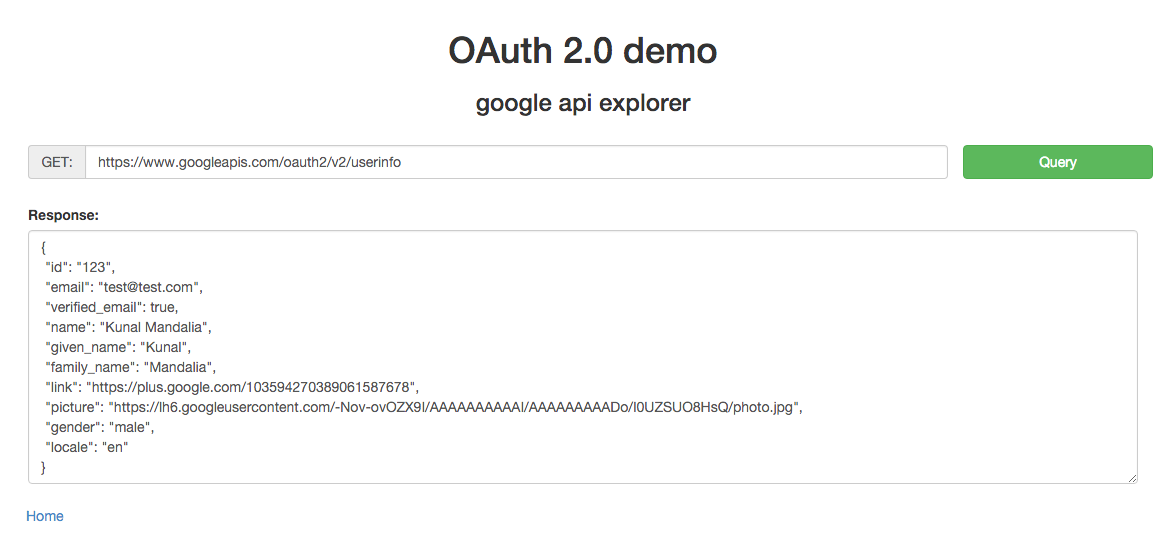 OAuth 2.0 demo
google api explorer
GET: https://www.googleapis.com/oauth2/v2/userinfo Query
Response:
{
"id": "123",
"email": "test@test.com",
"verified_email": true,
"name": "Kunal Mandalia",
"given_name": "Kunal",
"family_name": "Mandalia",
"link": "https://plus.google.com/103594270389061587678",
"picture": "https://lh6.googleusercontent.com/-Nov-ovOZX9I/AAAAAAAAAAI/AAAAAAAAADo/I0UZSUO8HsQ/photo.jpg",
"gender": "male",
"locale": "en"
}
Home